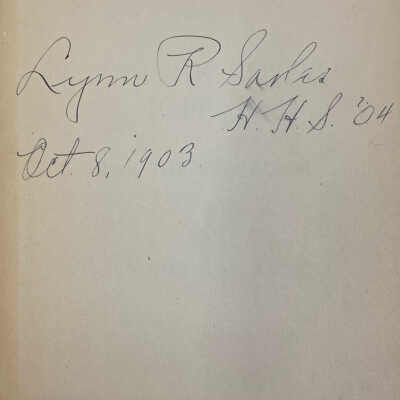 Lynn R Sarles
H. H. S. '04
Oct. 8, 1903.